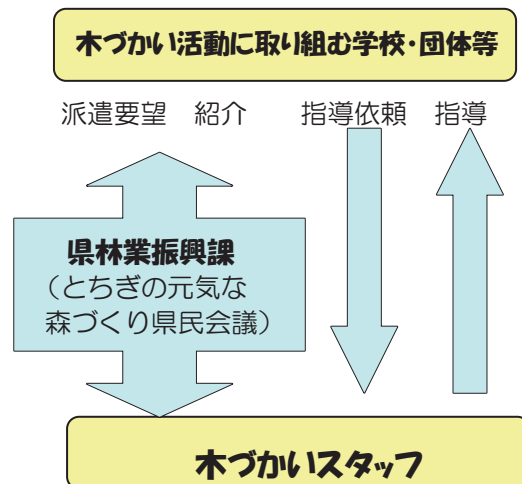 木づかい活動に取り組む学校・団体等
派遣要望 紹介 指導依頼 指導
県林業振興課
（とちぎの元気な
森づくり県民会議）
木づかいスタッフ